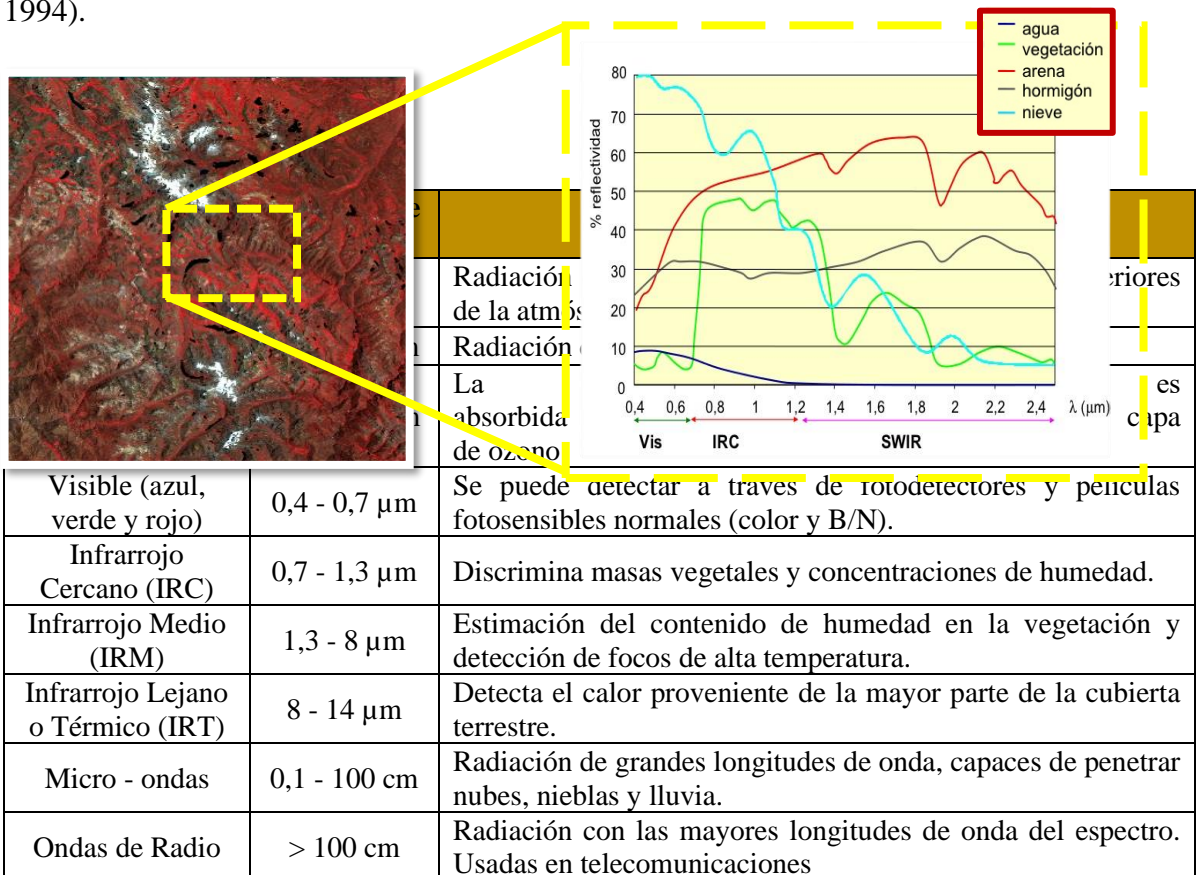 1994).
agua
vegetación
arena
hormigón
nieve
% reflectividad
80
70
60
50
40
30
20
10
0
0,4 0,6 0,8 1 1,2 1,4 1,6 1,8 2 2,2 2,4 λ (µm)
Vis IRC SWIR
e
Radiación eriores
de la atmós
Radiación
La es
absorbida capa
de ozono
Visible (azul,
verde y rojo)
0,4 - 0,7 µm
Se puede detectar a través de fotodetectores y películas
fotosensibles normales (color y B/N).
Infrarrojo
Cercano (IRC)
0,7 - 1,3 µm
Discrimina masas vegetales y concentraciones de humedad.
Infrarrojo Medio
(IRM)
1,3 - 8 µm
Estimación del contenido de humedad en la vegetación y
detección de focos de alta temperatura.
Infrarrojo Lejano
o Térmico (IRT)
8 - 14 µm
Detecta el calor proveniente de la mayor parte de la cubierta
terrestre.
Micro - ondas
0,1 - 100 cm
Radiación de grandes longitudes de onda, capaces de penetrar
nubes, nieblas y lluvia.
Ondas de Radio
> 100 cm
Radiación con las mayores longitudes de onda del espectro.
Usadas en telecomunicaciones